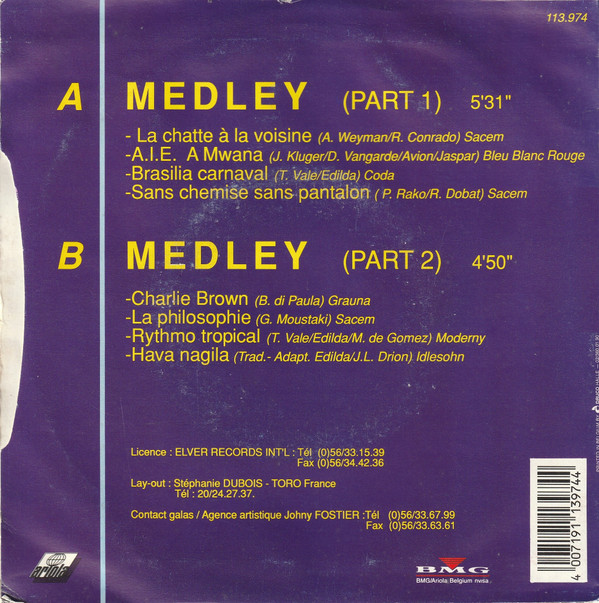 113.974
A MEDLEY (PART 1) 5'31"
- La chatte à la voisine (A. Weyman/R. Conrado) Sacem
-A.I.E. A Mwana (J. Kluger/D. Vangarde/Avion/Jaspar) Bleu Blanc Rouge
-Brasilia carnaval (T. Vale/Edilda) Coda
-Sans chemise sans pantalon ( P. Rako/R. Dobat) Sacem
B MEDLEY (PART 2) 4'50"
-Charlie Brown (B. di Paula) Grauna
-La philosophie (G. Moustaki) Sacem
-Rythmo tropical (T. Vale/Edilda/M. de Gomez) Moderny
-Hava nagila (Trad.- Adapt. Edilda/J.L. Drion) Idlesohn
Licence : ELVER RECORDS INT'L : Tél (0)56/33.15.39
Fax (0)56/34.42.36
Lay-out : Stéphanie DUBOIS - TORO France
Tél : 20/24.27.37.
Contact galas / Agence artistique Johny FOSTIER :Tél (0)56/33.67.99
Fax (0)56/33.63.61
ariola
BMG
BMG/Ariola Belgium nvsa
4 007191 139744